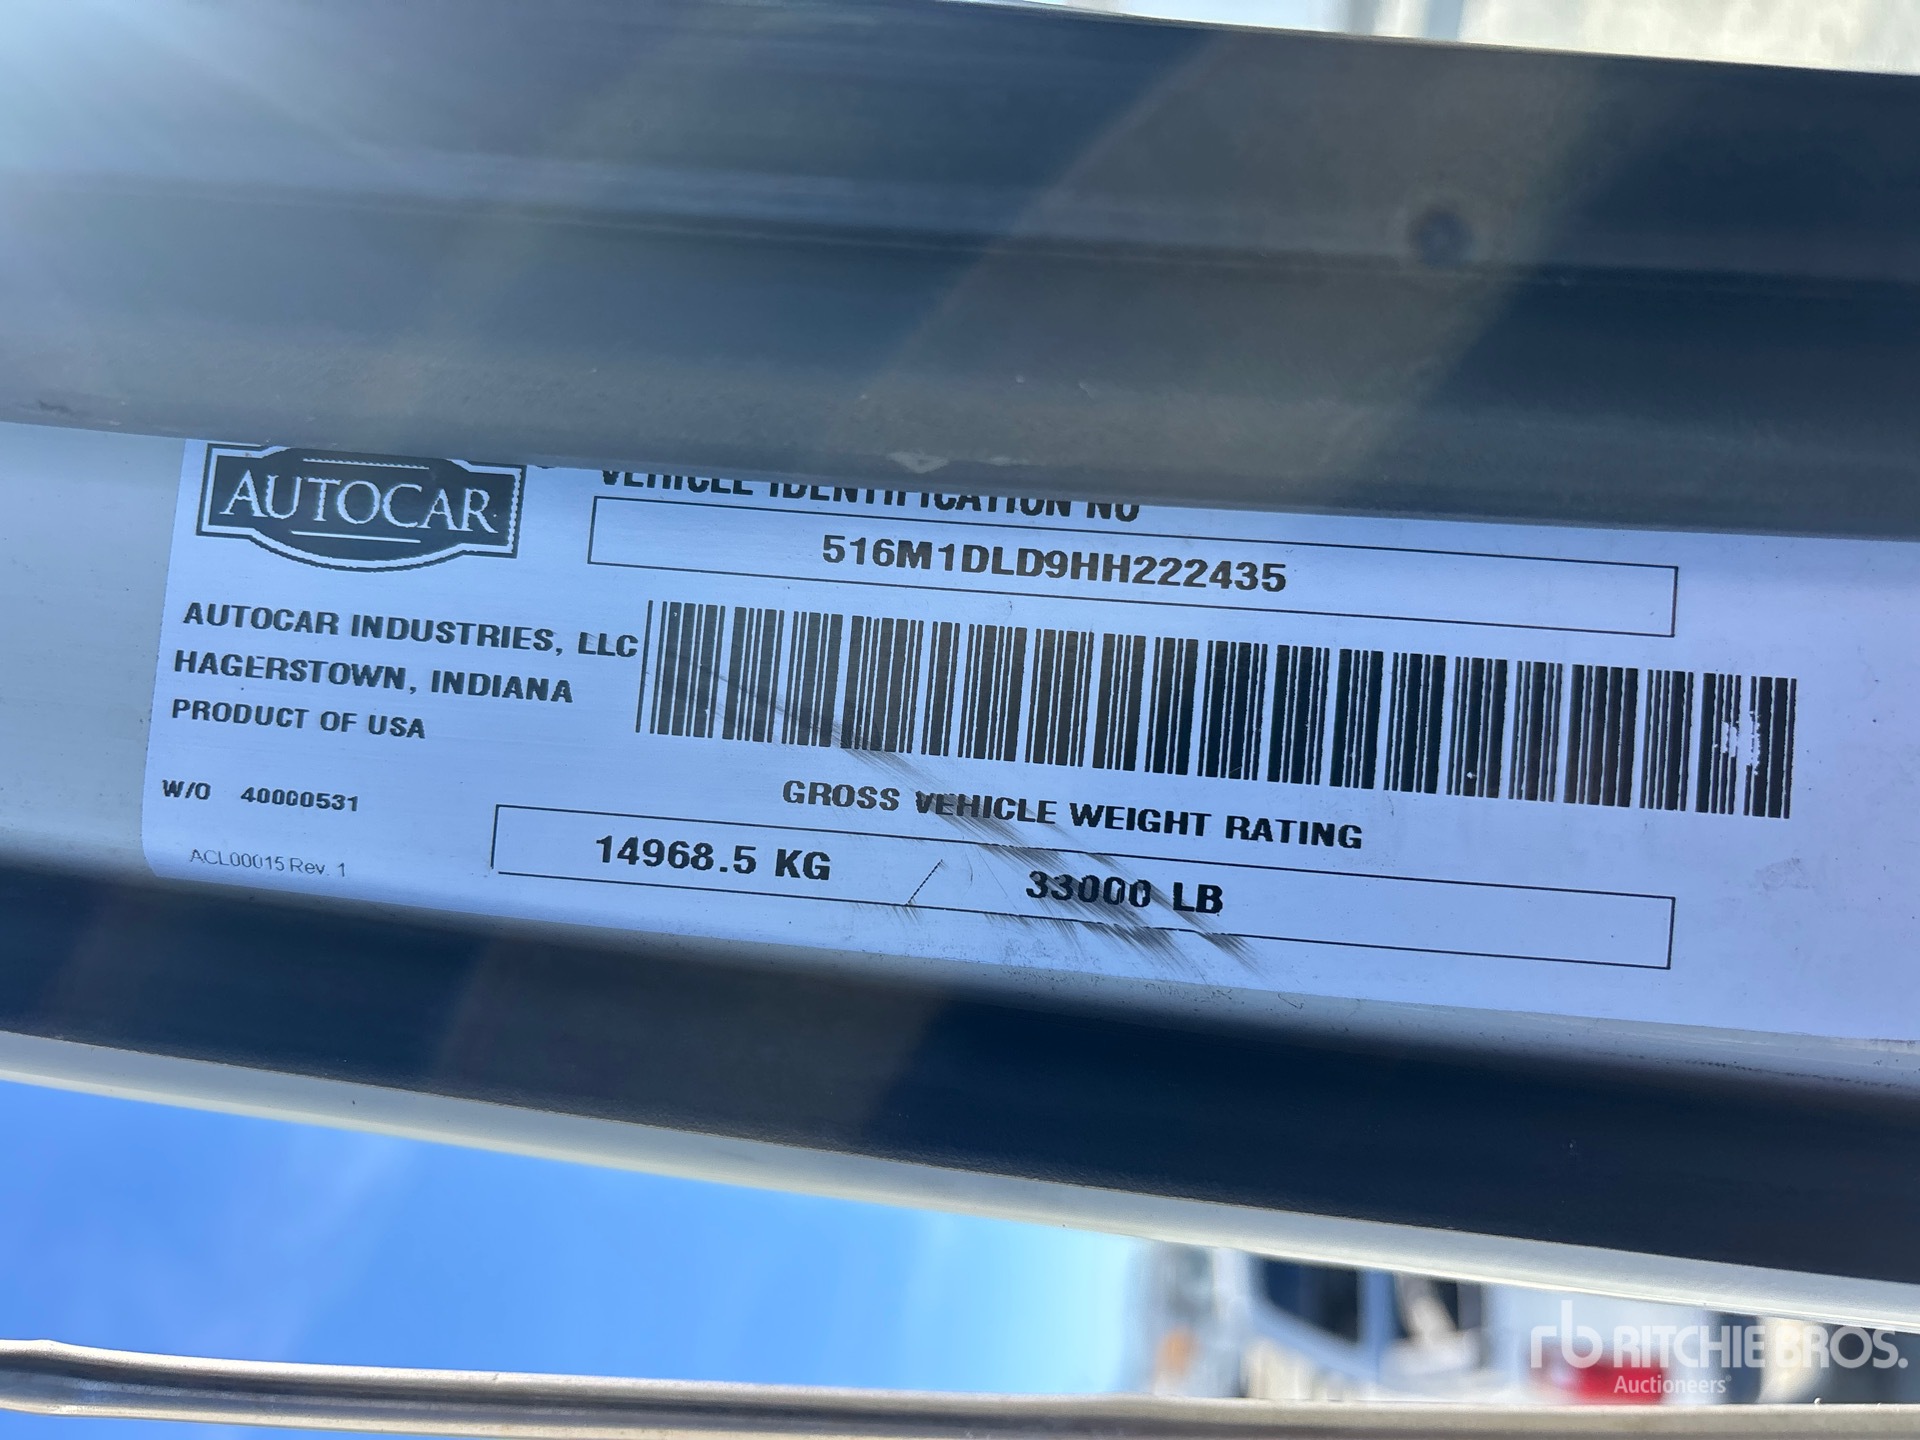 AUTOCAR
VEHICLE IDENTIFICATION NO
516M1DLD9HH222435
AUTOCAR INDUSTRIES, LLC
HAGERSTOWN, INDIANA
PRODUCT OF USA
W/O 40000531
GROSS VEHICLE WEIGHT RATING
14968.5 KG / 33000 LB
ACL00015 Rev. 1
rb RITCHIE BROS.
Auctioneers